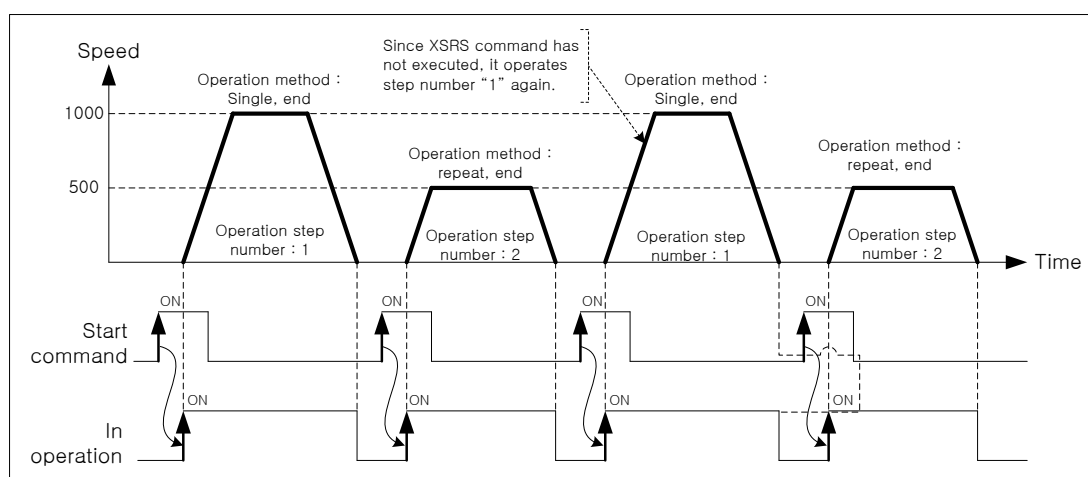 Since XSRS command has
not executed, it operates
step number “1” again.
Speed
Operation method :
Single, end
Operation method :
Single, end
1000
Operation method :
repeat, end
Operation method :
repeat, end
500
Operation step
number : 1
Operation step
number : 2
Operation step
number : 1
Operation step
number : 2
Time
ON
ON
ON
ON
Start
command
ON
ON
ON
ON
In
operation